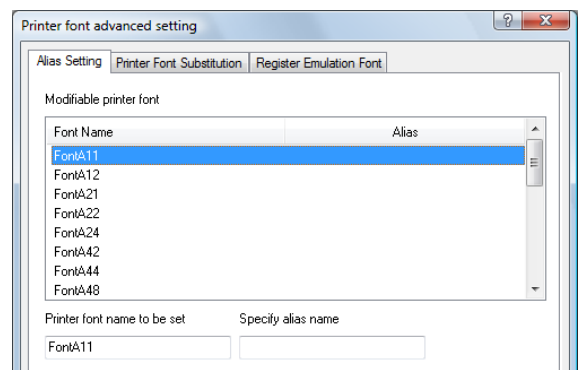 Printer font advanced setting
Alias Setting Printer Font Substitution Register Emulation Font
Modifiable printer font
Font Name Alias
FontA11
FontA12
FontA21
FontA22
FontA24
FontA42
FontA44
FontA48
Printer font name to be set Specify alias name
FontA11